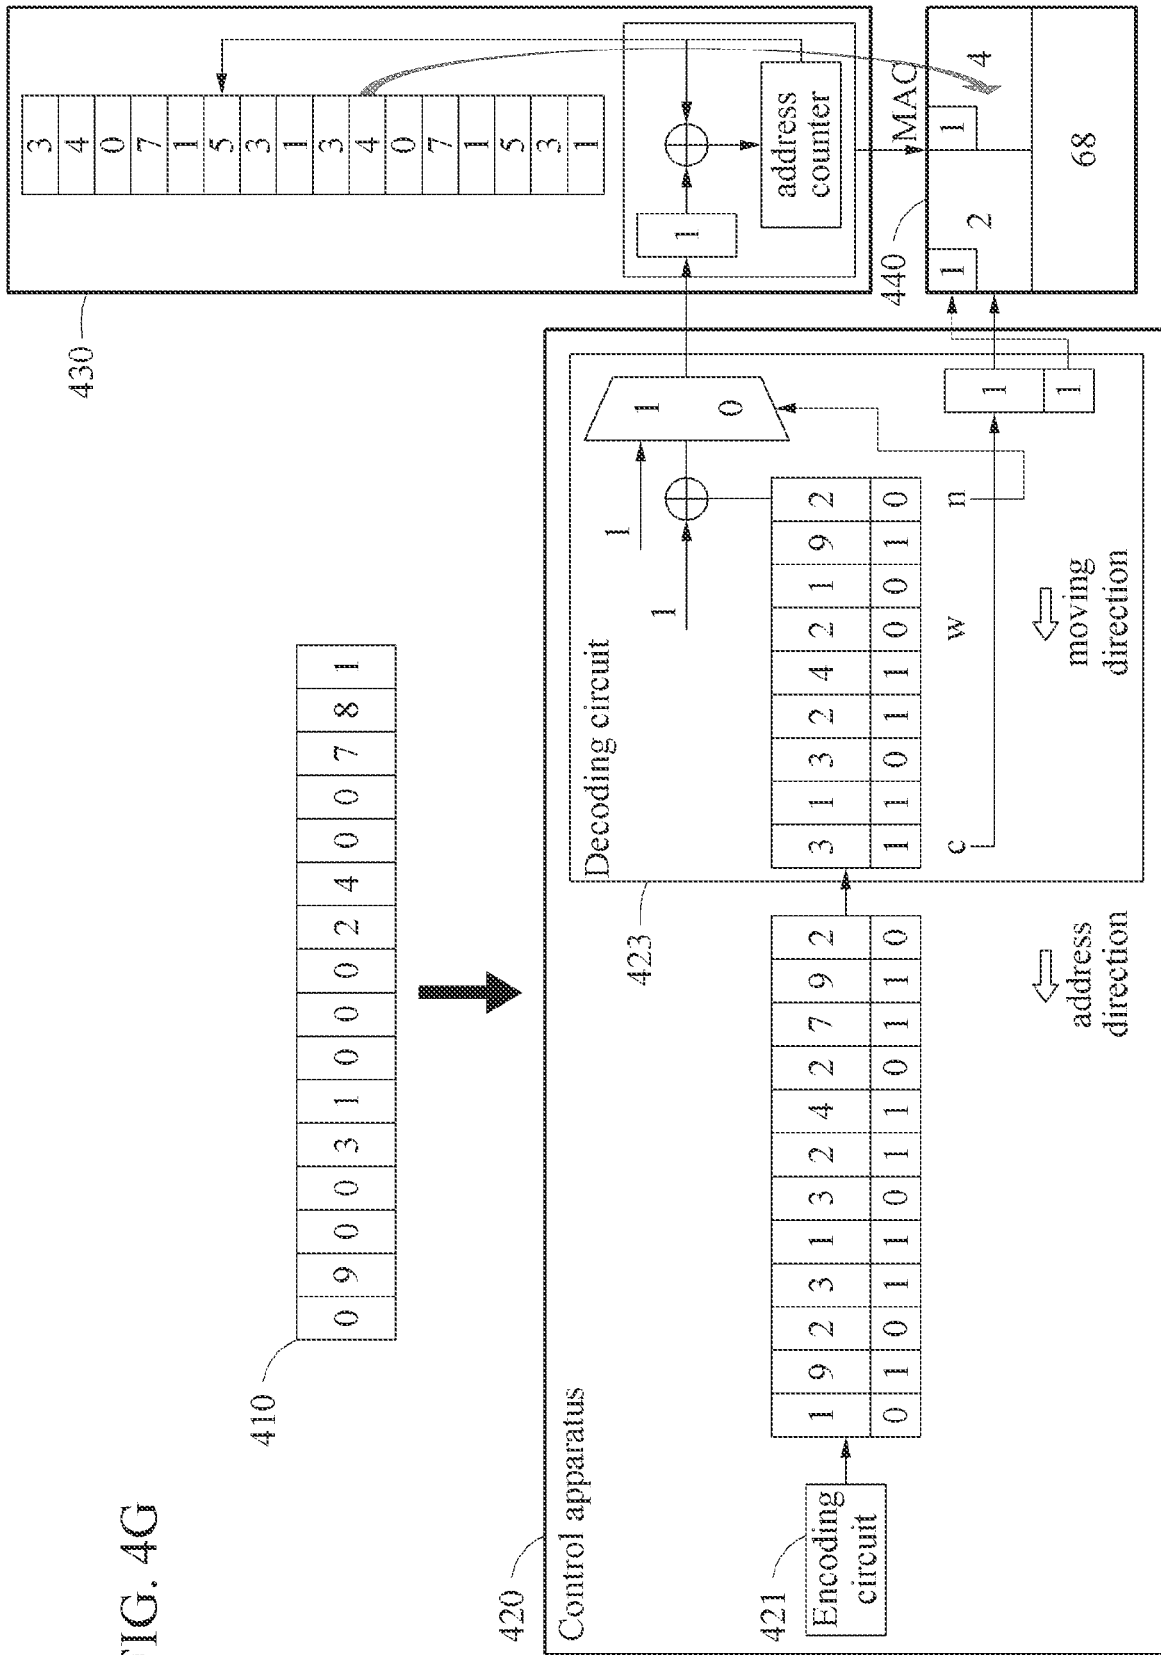 FIG. 4G
410
0 9 0 0 3 1 0 0 0 2 4 0 0 7 8 1
430
3 4 0 7 1 5 3 1 3 4 0 7 1 5 3 1
1
address
counter
420
Control apparatus
423
Decoding circuit
1
1
1
0
421
Encoding
circuit
1 9 2 3 1 3 2 4 2 7 9 2
0 1 0 1 1 0 1 1 0 1 1 0
3 1 3 2 4 2 1 9 2
1 1 0 1 1 0 0 1 0
c w n
1
1
address
direction
moving
direction
440
MAC
1
2
1
4
68